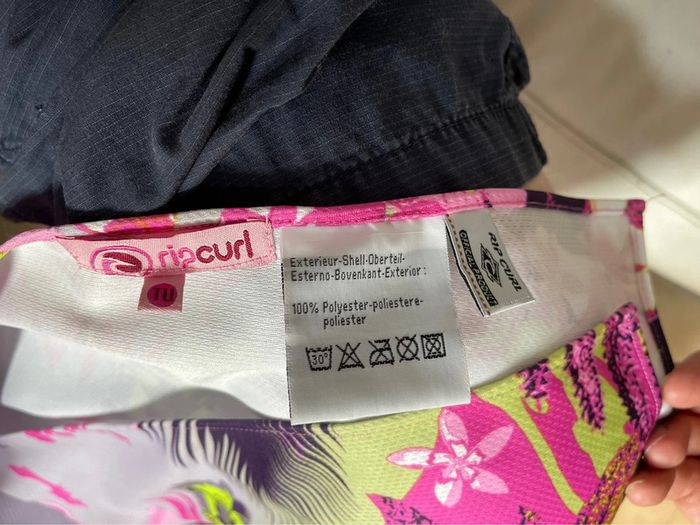 ripcurl
TU
Exterieur-Shell-Oberteil-
Esterno-Bovenkant-Exterior:
100% Polyester-poliestere-
poliester
30°
RIP CURL